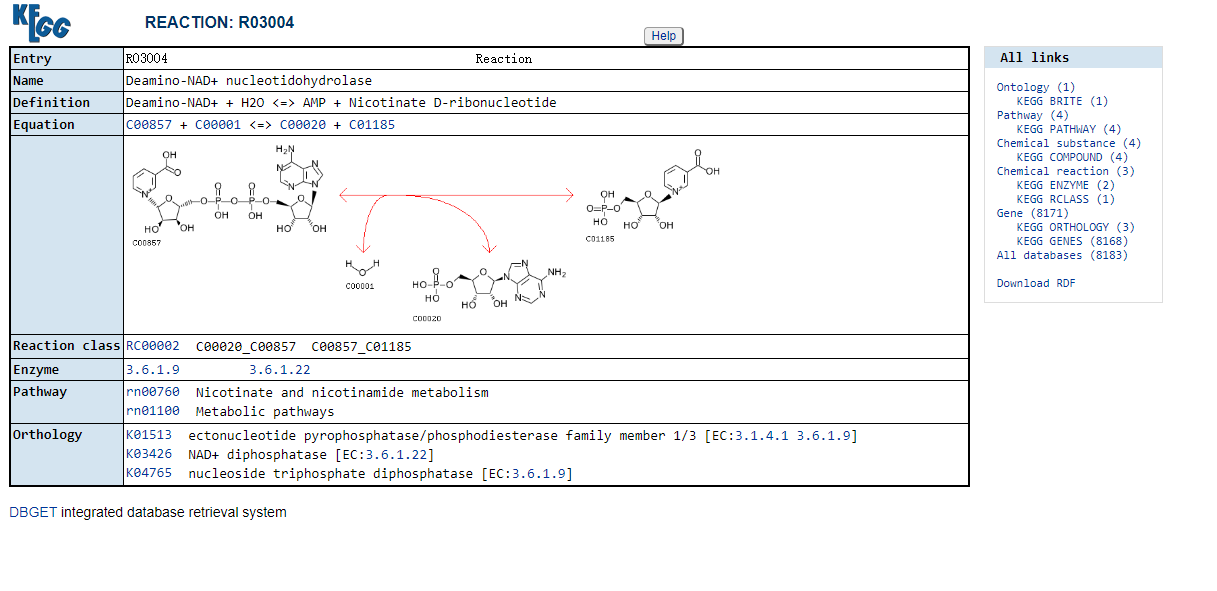 KEGG
REACTION: R03004
Help
Entry R03004 Reaction
Name Deamino-NAD+ nucleotidohydrolase
Definition Deamino-NAD+ + H2O <=> AMP + Nicotinate D-ribonucleotide
Equation C00857 + C00001 <=> C00020 + C01185
OH
O
N+
O
HO
OH
O
O-P-O-P-O
O
OH
OH
H2N
N
N
N
N
O
HO
OH
C00857
H
O
H
C00001
O
HO-P-O
HO
O
HO
OH
N
N
N
N
NH2
C00020
O
OH
N+
OH
O=P-O
HO
O
HO
OH
C01185
Reaction class RC00002 C00020_C00857 C00857_C01185
Enzyme 3.6.1.9 3.6.1.22
Pathway rn00760 Nicotinate and nicotinamide metabolism
rn01100 Metabolic pathways
Orthology K01513 ectonucleotide pyrophosphatase/phosphodiesterase family member 1/3 [EC:3.1.4.1 3.6.1.9]
K03426 NAD+ diphosphatase [EC:3.6.1.22]
K04765 nucleoside triphosphate diphosphatase [EC:3.6.1.9]
DBGET integrated database retrieval system
All links
Ontology (1)
KEGG BRITE (1)
Pathway (4)
KEGG PATHWAY (4)
Chemical substance (4)
KEGG COMPOUND (4)
Chemical reaction (3)
KEGG ENZYME (2)
KEGG RCLASS (1)
Gene (8171)
KEGG ORTHOLOGY (3)
KEGG GENES (8168)
All databases (8183)
Download RDF